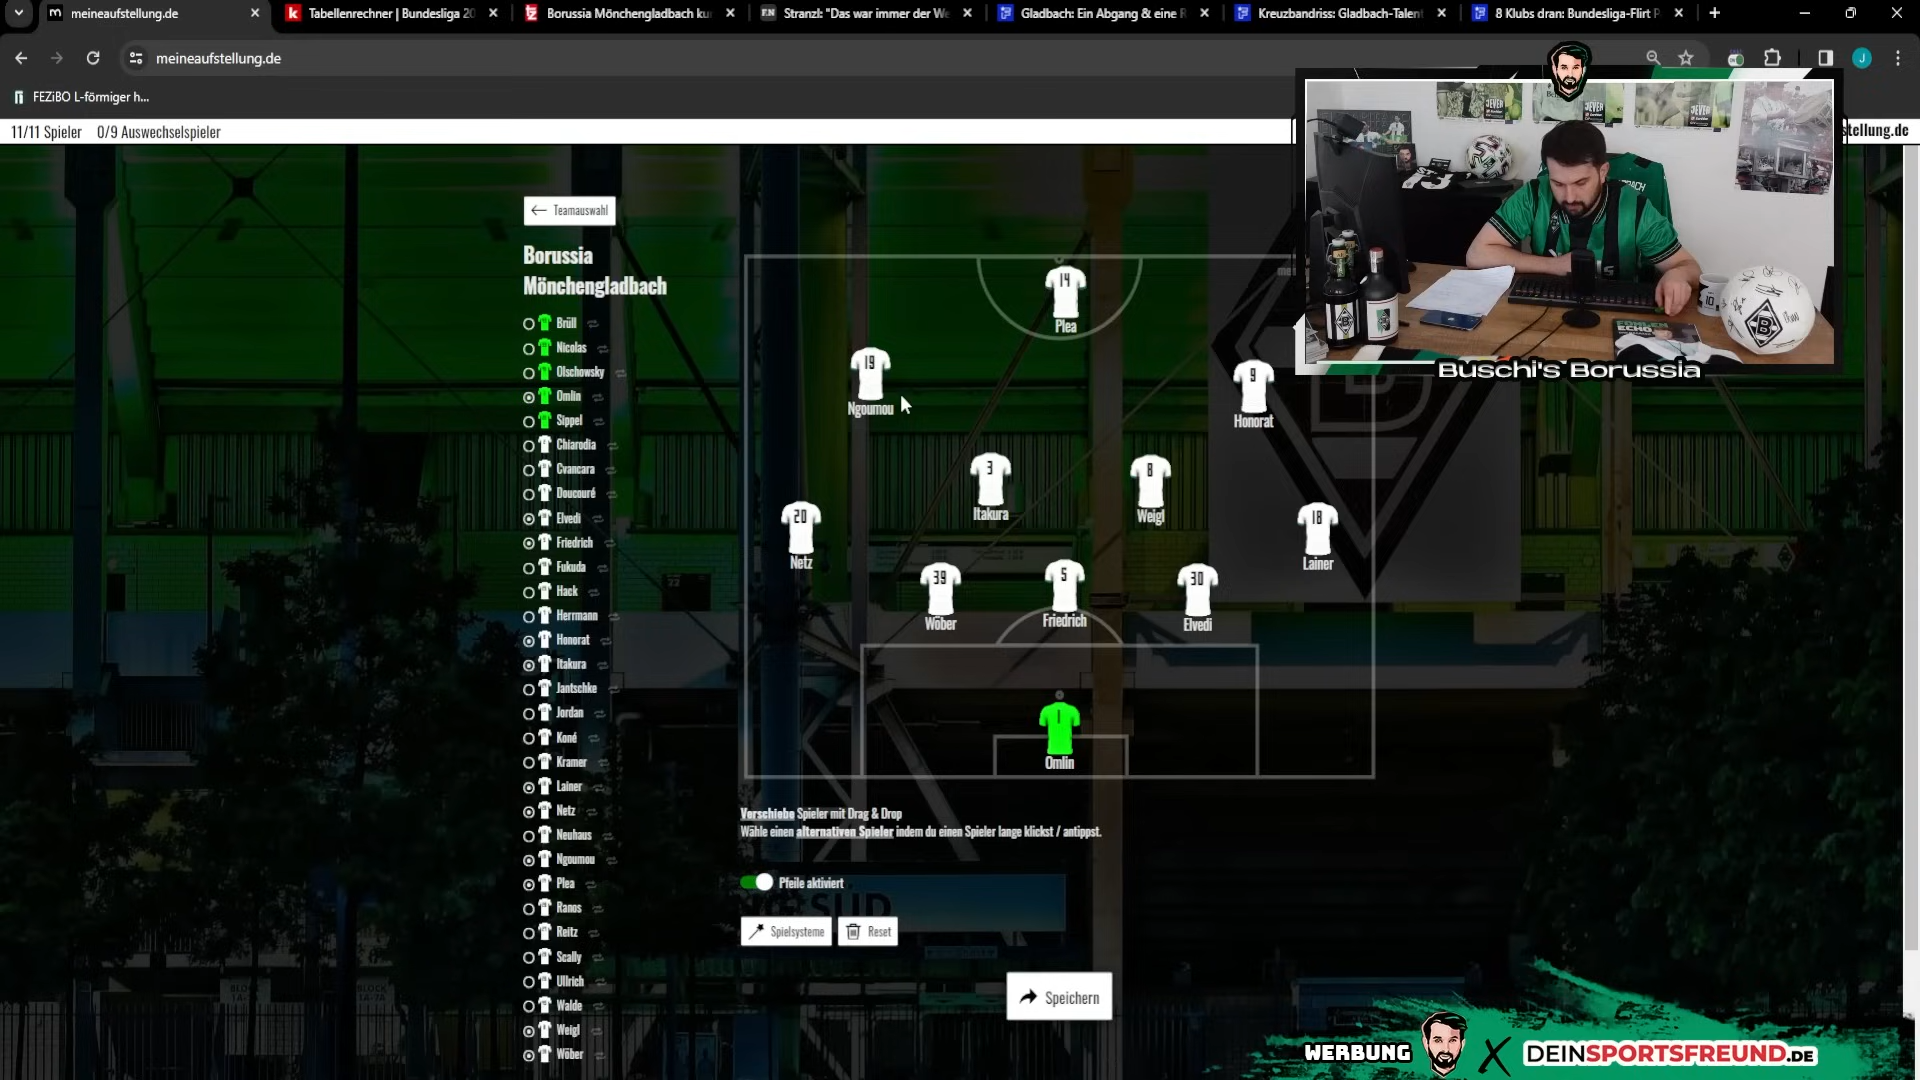 meineaufstellung.de
Tabellenrechner | Bundesliga 20
Borussia Mönchengladbach ku
Stranzl: "Das war immer der We
Gladbach: Ein Abgang & eine R
Kreuzbandriss: Gladbach-Talent
8 Klubs dran: Bundesliga-Flirt P
meineaufstellung.de
J
FEZiBO L-förmiger h...
11/11 Spieler 0/9 Auswechselspieler
stellung.de
Teamauswahl
Borussia
Mönchengladbach
Brüll
Nicolas
Olschowsky
Omlin
Sippel
Chiarodia
Cvancara
Doucouré
Elvedi
Friedrich
Fukuda
Hack
Herrmann
Honorat
Itakura
Jantschke
Jordan
Koné
Kramer
Lainer
Netz
Neuhaus
Ngoumou
Plea
Ranos
Reitz
Scally
Ullrich
Walde
Weigl
Wöber
14
Plea
19
Ngoumou
9
Honorat
3
Itakura
8
Weigl
20
Netz
18
Lainer
39
Wöber
5
Friedrich
30
Elvedi
1
Omlin
Verschiebe Spieler mit Drag & Drop
Wähle einen alternativen Spieler indem du einen Spieler lange klickst / antippst.
Pfeile aktiviert
Spielsysteme
Reset
Speichern
Buschi's Borussia
WERBUNG X DEINSPORTSFREUND.DE